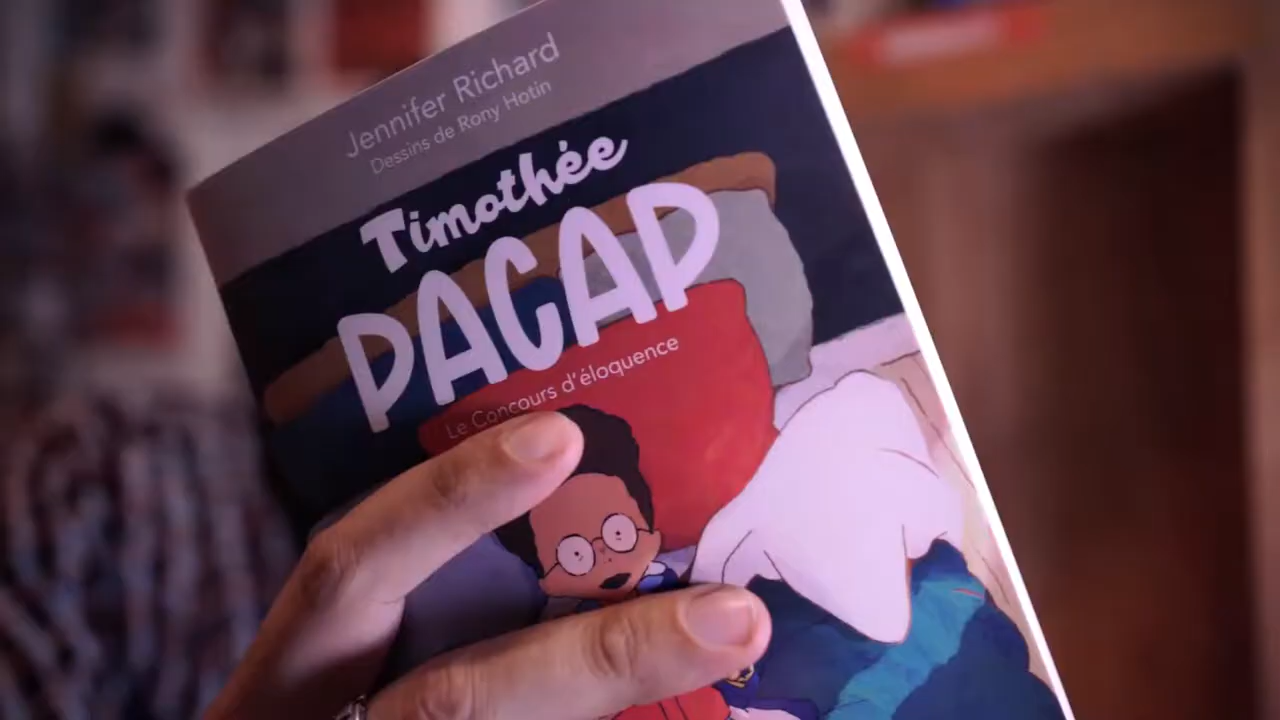 Jennifer Richard
Dessins de Rony Hotin
Timothée
PACAP
Le Concours d'éloquence